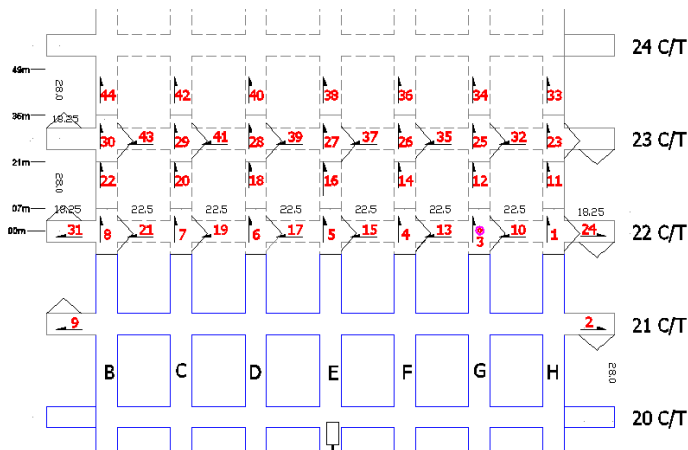 24 C/T
49m
28.0
44 42 40 38 36 34 33
36m
18.25
30 43 29 41 28 39 27 37 26 35 25 32 23
23 C/T
21m
28.0
22 20 18 16 14 12 11
07m
18.25 22.5 22.5 22.5 22.5 22.5 22.5 18.25
00m
31 8 21 7 19 6 17 5 15 4 13 3 10 1 24
22 C/T
9 2
21 C/T
B C D E F G H
28.0
20 C/T